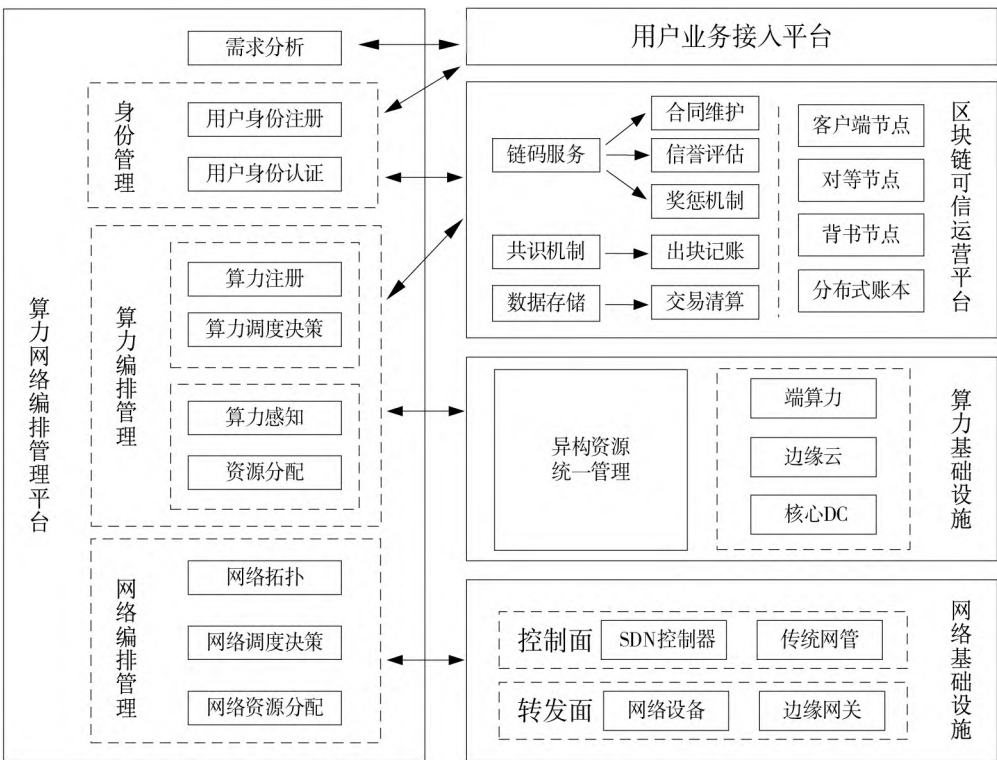 算力网络编排管理平台
需求分析
身份管理
用户身份注册
用户身份认证
算力编排管理
算力注册
算力调度决策
算力感知
资源分配
网络编排管理
网络拓扑
网络调度决策
网络资源分配
用户业务接入平台
区块链可信运营平台
链码服务
合同维护
信誉评估
奖惩机制
共识机制
出块记账
数据存储
交易清算
客户端节点
对等节点
背书节点
分布式账本
算力基础设施
异构资源
统一管理
端算力
边缘云
核心DC
网络基础设施
控制面
SDN控制器
传统网管
转发面
网络设备
边缘网关